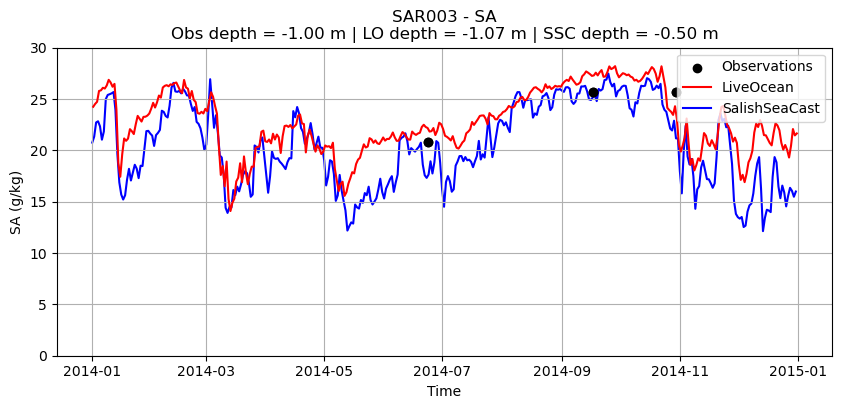 SAR003 - SA
Obs depth = -1.00 m | LO depth = -1.07 m | SSC depth = -0.50 m
30
25
20
15
10
5
0
SA (g/kg)
Observations
LiveOcean
SalishSeaCast
2014-01 2014-03 2014-05 2014-07 2014-09 2014-11 2015-01
Time